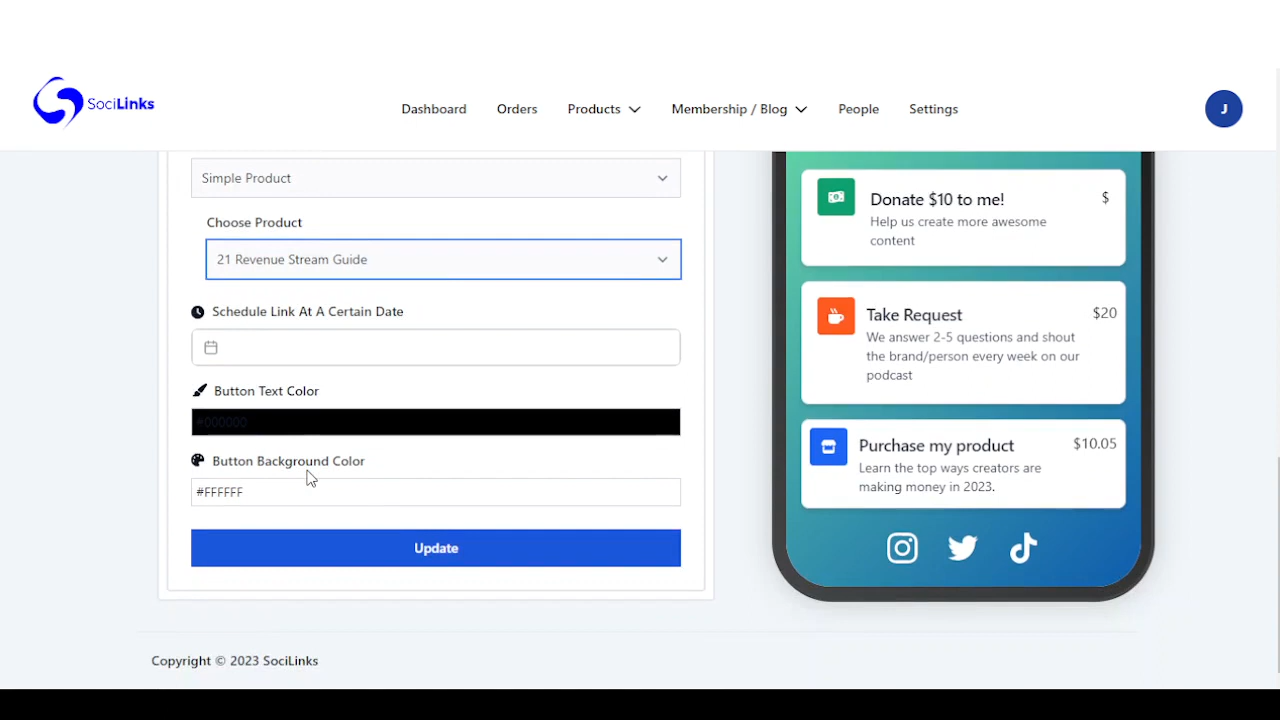 SociLinks
Dashboard
Orders
Products
Membership / Blog
People
Settings
J
Simple Product
Choose Product
21 Revenue Stream Guide
Schedule Link At A Certain Date
Button Text Color
#000000
Button Background Color
#FFFFFF
Update
Donate $10 to me!
$
Help us create more awesome
content
Take Request
$20
We answer 2-5 questions and shout
the brand/person every week on our
podcast
Purchase my product
$10.05
Learn the top ways creators are
making money in 2023.
Copyright © 2023 SociLinks